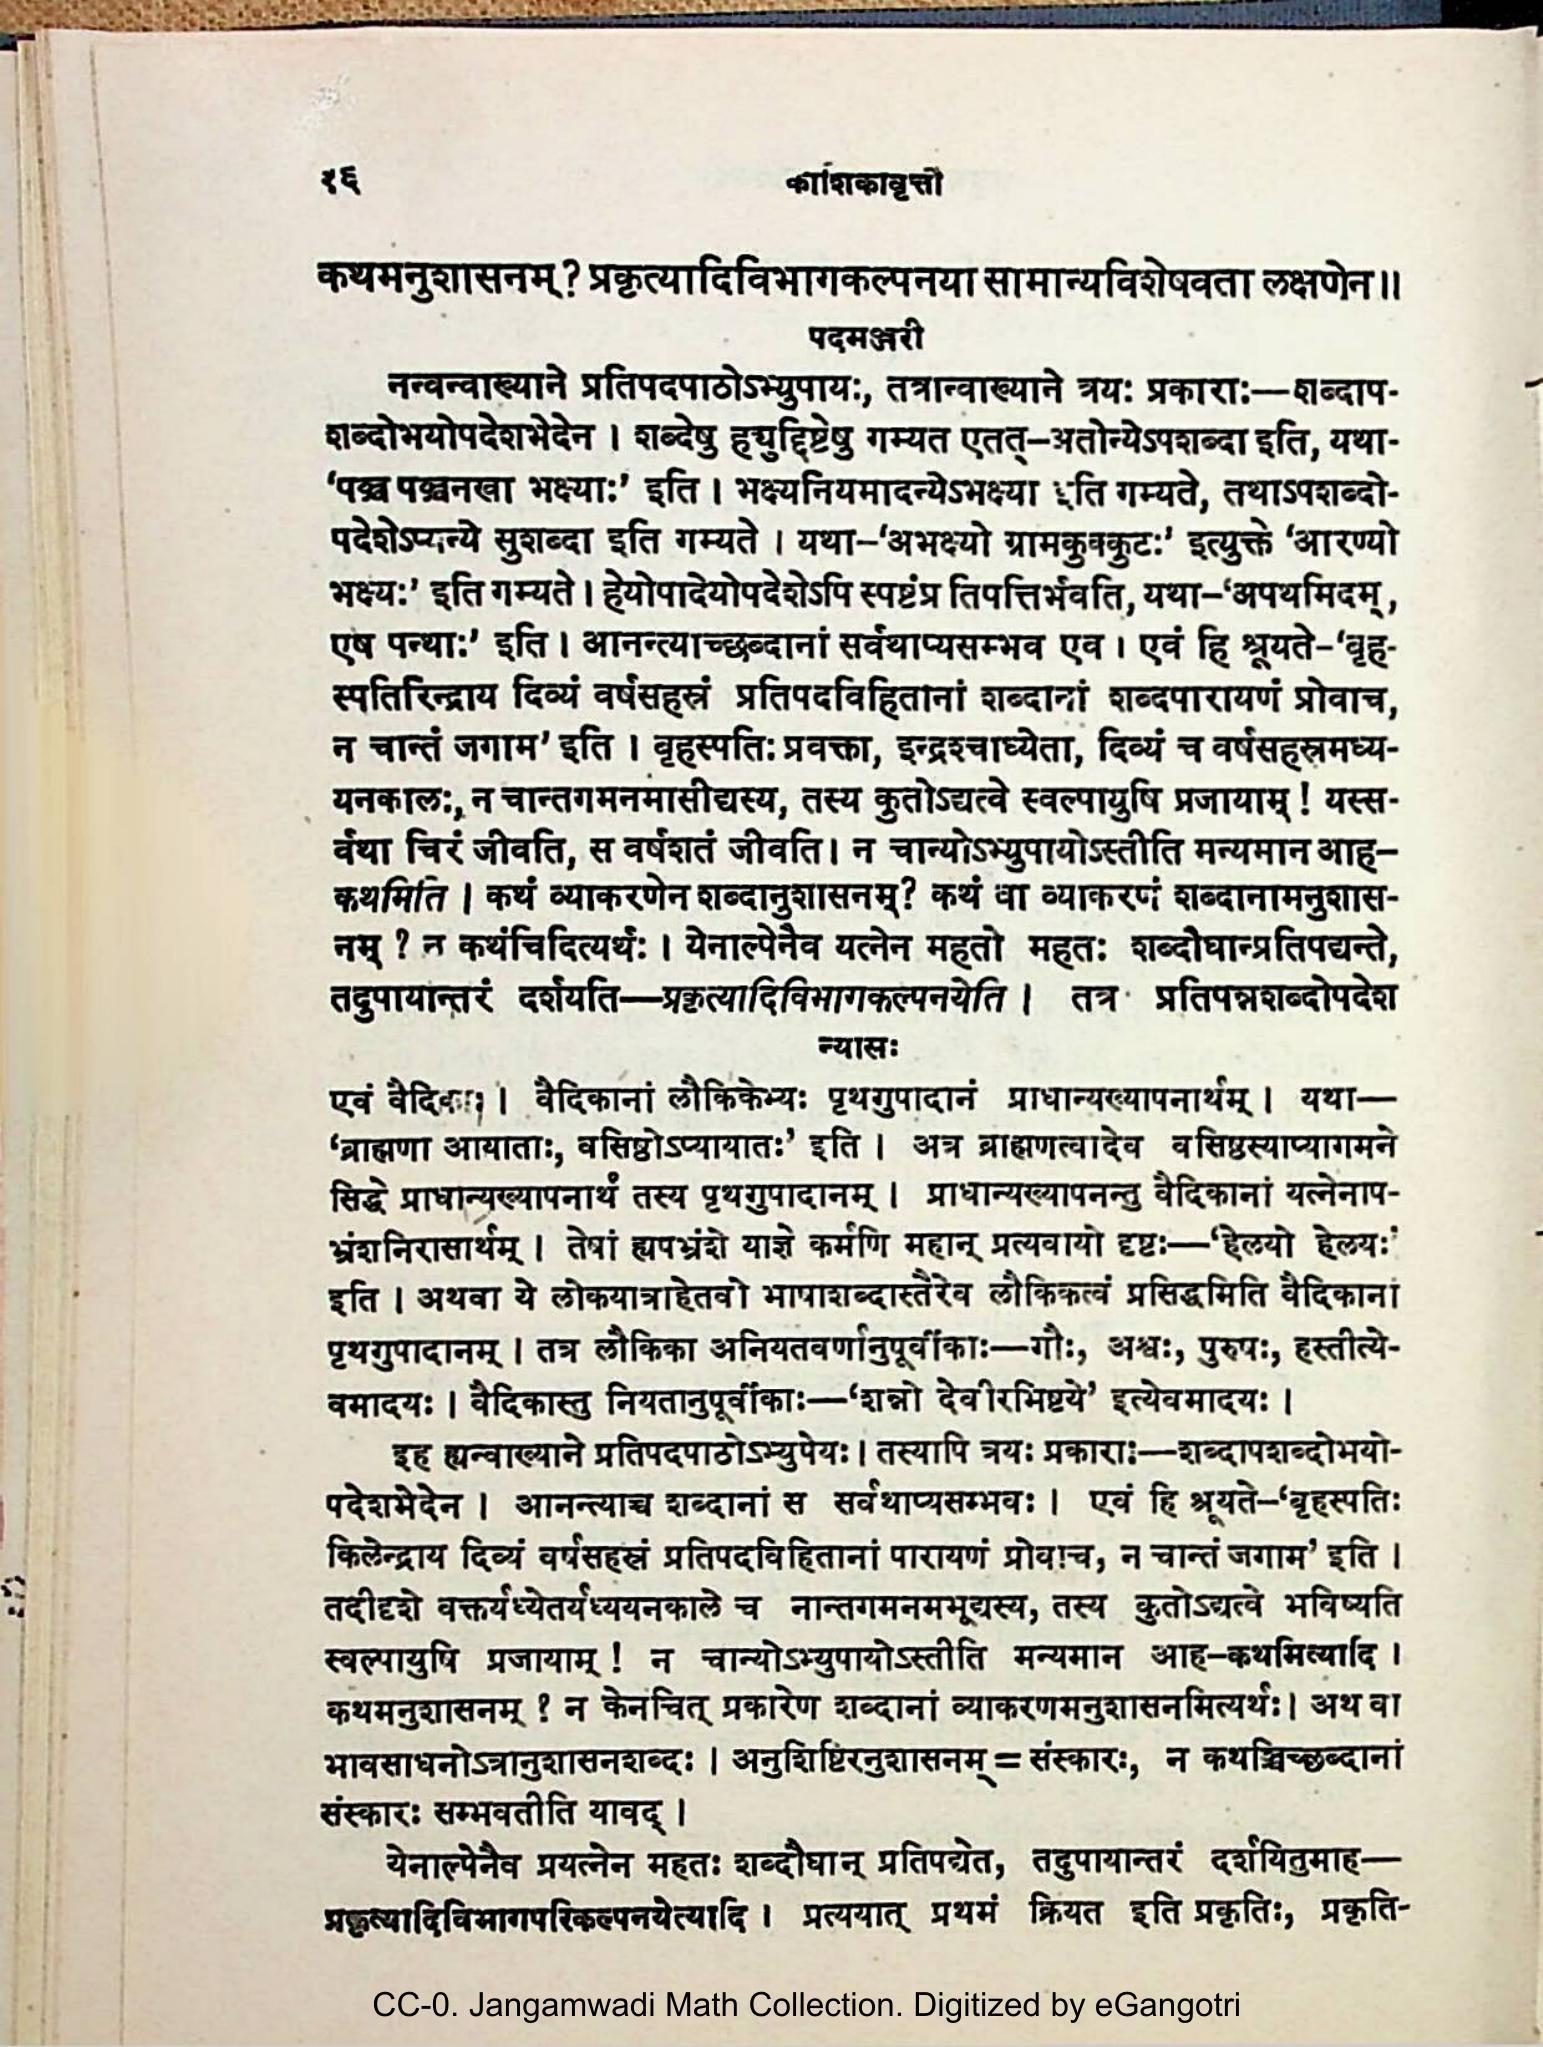 १६
काशिकावृत्तौ
कथमनुशासनम्? प्रकृत्यादिविभागकल्पनया सामान्यविशेषवता लक्षणेन॥
पदमञ्जरी
नन्वन्वाख्याने प्रतिपदपाठोऽभ्युपायः, तत्रान्वाख्याने त्रयः प्रकाराः—शब्दाप-
शब्दोभयोपदेशभेदेन । शब्देषु ह्युद्दिष्टेषु गम्यत एतत्–अतोन्येऽपशब्दा इति, यथा-
'पञ्च पञ्चनखा भक्ष्याः' इति । भक्ष्यनियमादन्येऽभक्ष्या इति गम्यते, तथाऽपशब्दो-
पदेशेऽप्यन्ये सुशब्दा इति गम्यते । यथा–'अभक्ष्यो ग्रामकुक्कुटः' इत्युक्ते 'आरण्यो
भक्ष्यः' इति गम्यते । हेयोपादेयोपदेशेऽपि स्पष्टंप्र तिपत्तिर्भवति, यथा–'अपथमिदम्,
एष पन्थाः' इति । आनन्त्याच्छब्दानां सर्वथाप्यसम्भव एव । एवं हि श्रूयते–'वृह-
स्पतिरिन्द्राय दिव्यं वर्षसहस्रं प्रतिपदविहितानां शब्दानां शब्दपारायणं प्रोवाच,
न चान्तं जगाम' इति । वृहस्पतिः प्रवक्ता, इन्द्रश्चाध्येता, दिव्यं च वर्षसहस्रमध्य-
यनकालः, न चान्तगमनमासीद्यस्य, तस्य कुतोऽद्यत्वे स्वल्पायुषि प्रजायाम् ! यस्स-
र्वथा चिरं जीवति, स वर्षशतं जीवति । न चान्योऽभ्युपायोऽस्तीति मन्यमान आह–
कथमिति । कथं व्याकरणेन शब्दानुशासनम्? कथं वा व्याकरणं शब्दानामनुशास-
नम् ? न कथंचिदित्यर्थः । येनाल्पेनैव यत्नेन महतो महतः शब्दौघान्प्रतिपद्यन्ते,
तदुपायान्तरं दर्शयति—प्रकृत्यादिविभागकल्पनयेति । तत्र प्रतिपन्नशब्दोपदेश
न्यासः
एवं वैदिकाः । वैदिकानां लौकिकेभ्यः पृथगुपादानं प्राधान्यख्यापनार्थम् । यथा—
'ब्राह्मणा आयाताः, वसिष्ठोऽप्यायातः' इति । अत्र ब्राह्मणत्वादेव वसिष्ठस्याप्यागमने
सिद्धे प्राधान्यख्यापनार्थं तस्य पृथगुपादानम् । प्राधान्यख्यापनन्तु वैदिकानां यत्नेनाप-
भ्रंशनिरासार्थम् । तेषां ह्यपभ्रंशे याज्ञे कर्मणि महान् प्रत्यवायो दृष्टः—'हेलयो हेलयः'
इति । अथवा ये लोकयात्राहेतवो भाषाशब्दास्तैरेव लौकिकत्वं प्रसिद्धमिति वैदिकानां
पृथगुपादानम् । तत्र लौकिका अनियतवर्णानुपूर्वीकाः—गौः, अश्वः, पुरुषः, हस्तीत्ये-
वमादयः । वैदिकास्तु नियतानुपूर्वीकाः—'शन्नो देवीरभिष्टये' इत्येवमादयः ।
इह ह्यन्वाख्याने प्रतिपदपाठोऽभ्युपेयः । तस्यापि त्रयः प्रकाराः—शब्दापशब्दोभयो-
पदेशभेदेन । आनन्त्याच्च शब्दानां स सर्वथाप्यसम्भवः । एवं हि श्रूयते–'वृहस्पतिः
किलेन्द्राय दिव्यं वर्षसहस्रं प्रतिपदविहितानां पारायणं प्रोवाच, न चान्तं जगाम' इति ।
तदीदृशे वक्तर्यध्येतर्यध्ययनकाले च नान्तगमनमभूद्यस्य, तस्य कुतोऽद्यत्वे भविष्यति
स्वल्पायुषि प्रजायाम् ! न चान्योऽभ्युपायोऽस्तीति मन्यमान आह–कथमित्यादि ।
कथमनुशासनम् ? न केनचित् प्रकारेण शब्दानां व्याकरणमनुशासनमित्यर्थः । अथ वा
भावसाधनोऽत्रानुशासनशब्दः । अनुशिष्टिरनुशासनम् = संस्कारः, न कथञ्चिच्छब्दानां
संस्कारः सम्भवतीति यावद् ।
येनाल्पेनैव प्रयत्नेन महतः शब्दौघान् प्रतिपद्येत, तदुपायान्तरं दर्शयितुमाह—
प्रकृत्यादिविभागपरिकल्पनयेत्यादि । प्रत्ययात् प्रथमं क्रियत इति प्रकृतिः, प्रकृति-
CC-0. Jangamwadi Math Collection. Digitized by eGangotri